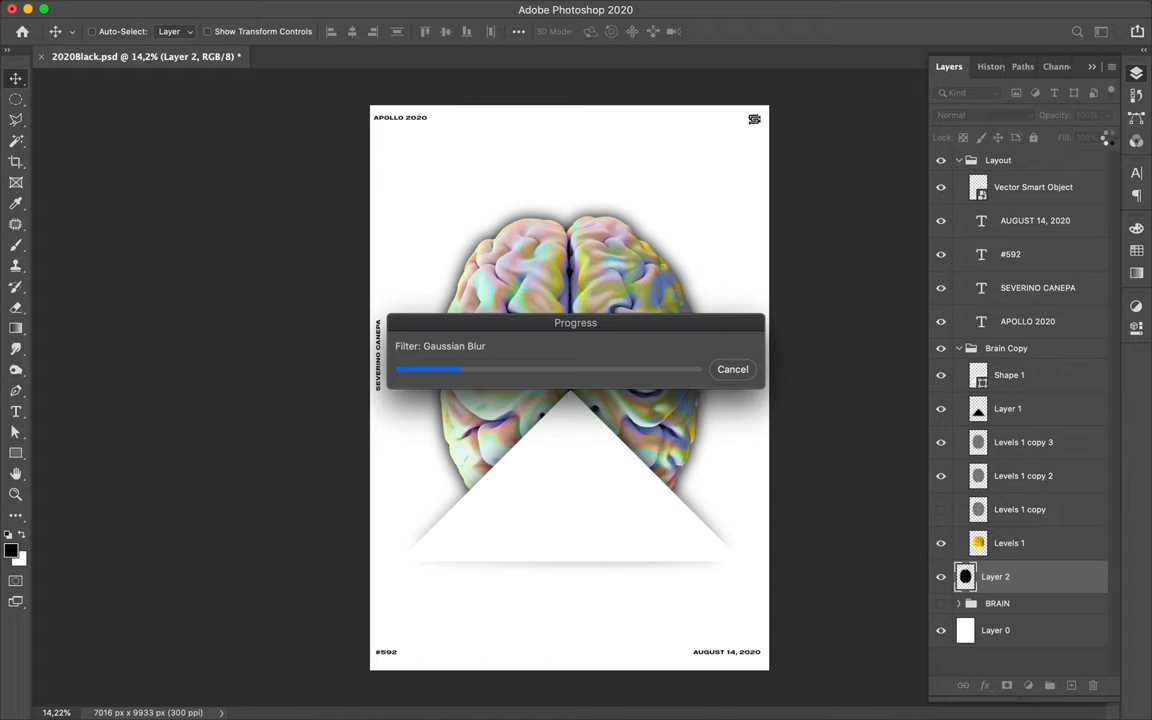 Adobe Photoshop 2020
Auto-Select:
Layer
Show Transform Controls
3D Mode:
2020Black.psd @ 14,2% (Layer 2, RGB/8) *
Layers
History
Paths
Chann
Kind
Normal
Opacity: 100%
Lock:
Fill: 100%
Layout
Vector Smart Object
AUGUST 14, 2020
#592
SEVERINO CANEPA
APOLLO 2020
Brain Copy
Shape 1
Layer 1
Levels 1 copy 3
Levels 1 copy 2
Levels 1 copy
Levels 1
Layer 2
BRAIN
Layer 0
APOLLO 2020
SEVERINO CANEPA
#592
AUGUST 14, 2020
Progress
Filter: Gaussian Blur
Cancel
14,22%
7016 px x 9933 px (300 ppi)